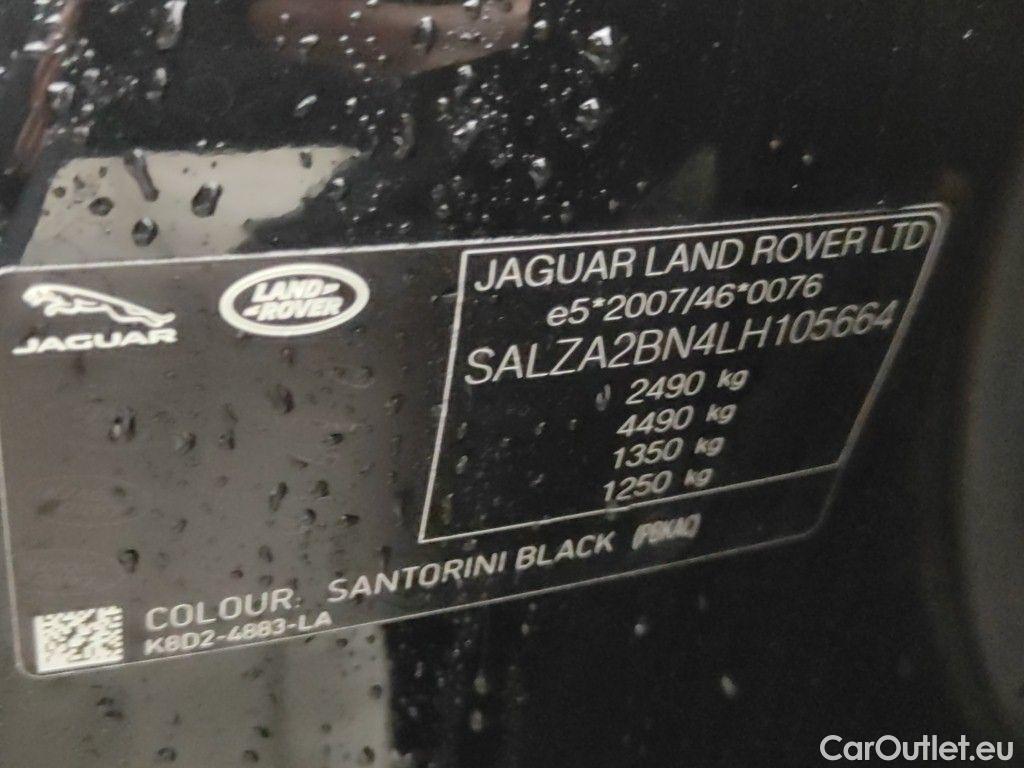 JAGUAR
LAND ROVER
JAGUAR LAND ROVER LTD
e5*2007/46*0076
SALZA2BN4LH105664
2490 kg
4490 kg
1350 kg
1250 kg
COLOUR: SANTORINI BLACK
K8D2-4883-LA
CarOutlet.eu